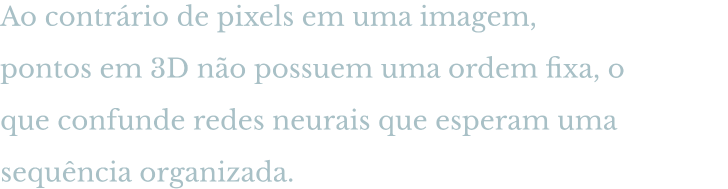 Ao contrário de pixels em uma imagem,
pontos em 3D não possuem uma ordem fixa, o
que confunde redes neurais que esperam uma
sequência organizada.